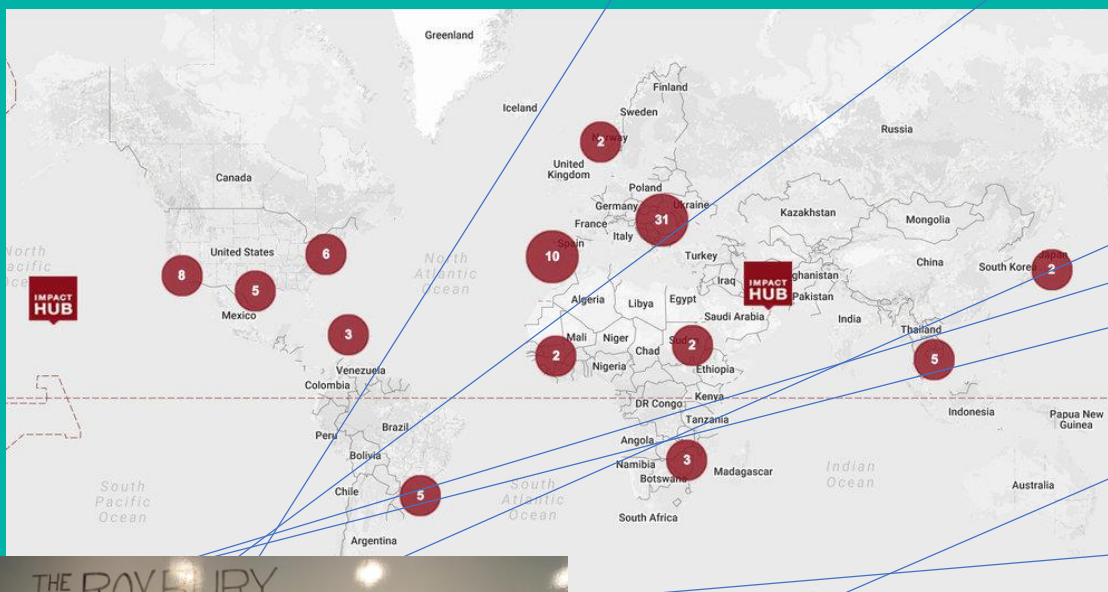 Greenland
Iceland
Finland
Sweden
Norway
2
United
Kingdom
Russia
Canada
Poland
Germany
Ukraine
31
France
Italy
Spain
10
Kazakhstan
Mongolia
United States
6
8
5
Mexico
North
Pacific
Ocean
IMPACT
HUB
North
Atlantic
Ocean
Turkey
Iraq
ghanistan
IMPACT
HUB
Pakistan
China
South Korea
Japan
2
Algeria
Libya
Egypt
Saudi Arabia
India
Thailand
5
3
Mali
Niger
Chad
Sud
2
2
Nigeria
Ethiopia
Venezuela
Colombia
DR Congo
Kenya
Tanzania
Indonesia
Papua New
Guinea
Peru
Brazil
Bolivia
Angola
Namibia
Botswana
3
Madagascar
Indian
Ocean
Australia
South
Pacific
Ocean
Chile
5
South
Atlantic
Ocean
South Africa
Argentina
THE ROXBURY